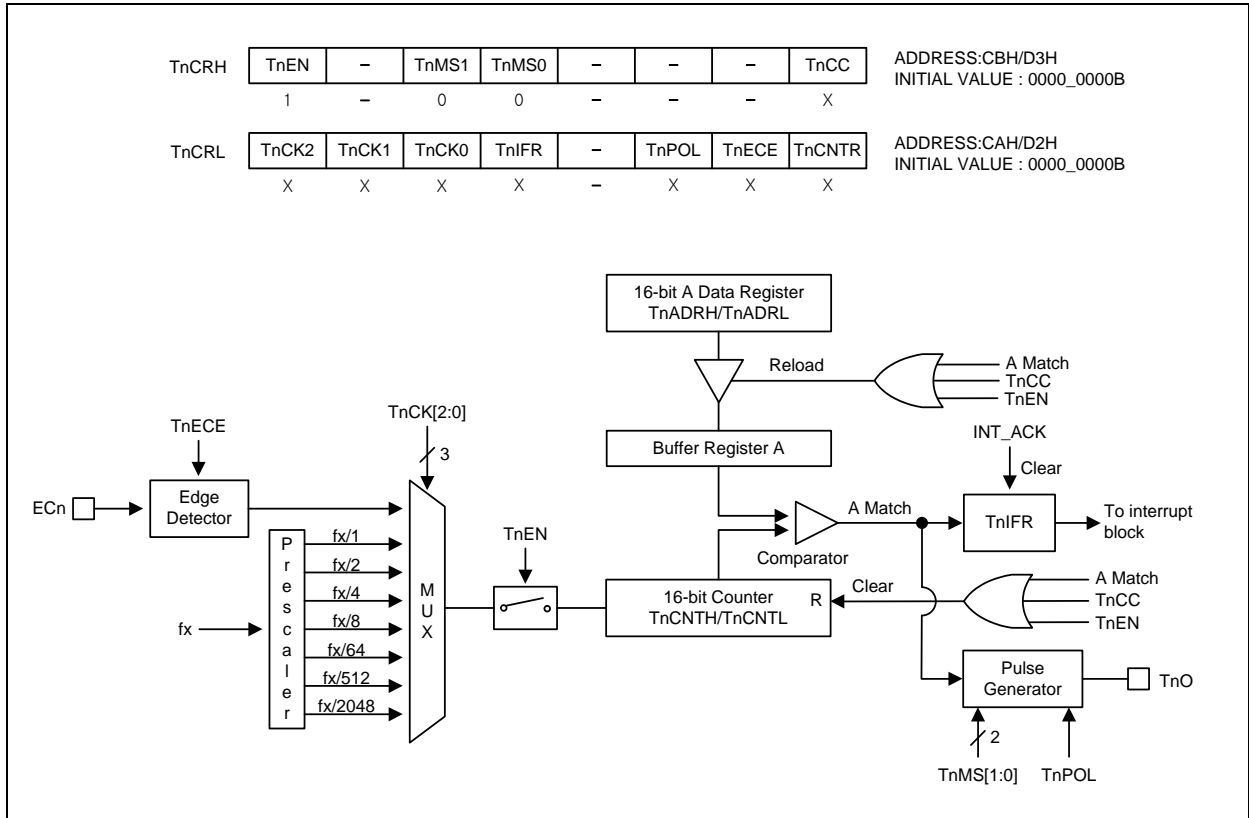 TnCRH TnEN – TnMS1 TnMS0 – – – TnCC ADDRESS:CBH/D3H
INITIAL VALUE : 0000_0000B
1 – 0 0 – – – X
TnCRL TnCK2 TnCK1 TnCK0 TnIFR – TnPOL TnECE TnCNTR ADDRESS:CAH/D2H
INITIAL VALUE : 0000_0000B
X X X X – X X X
16-bit A Data Register
TnADRH/TnADRL
Reload
A Match
TnCC
TnEN
TnECE
TnCK[2:0]
3
Buffer Register A
INT_ACK
Clear
ECn
Edge
Detector
A Match
TnIFR
To interrupt
block
Comparator
Prescaler
fx/1
fx/2
fx/4
fx/8
fx/64
fx/512
fx/2048
fx
MUX
TnEN
16-bit Counter
TnCNTH/TnCNTL
R
Clear
A Match
TnCC
TnEN
Pulse
Generator
TnO
2
TnMS[1:0]
TnPOL